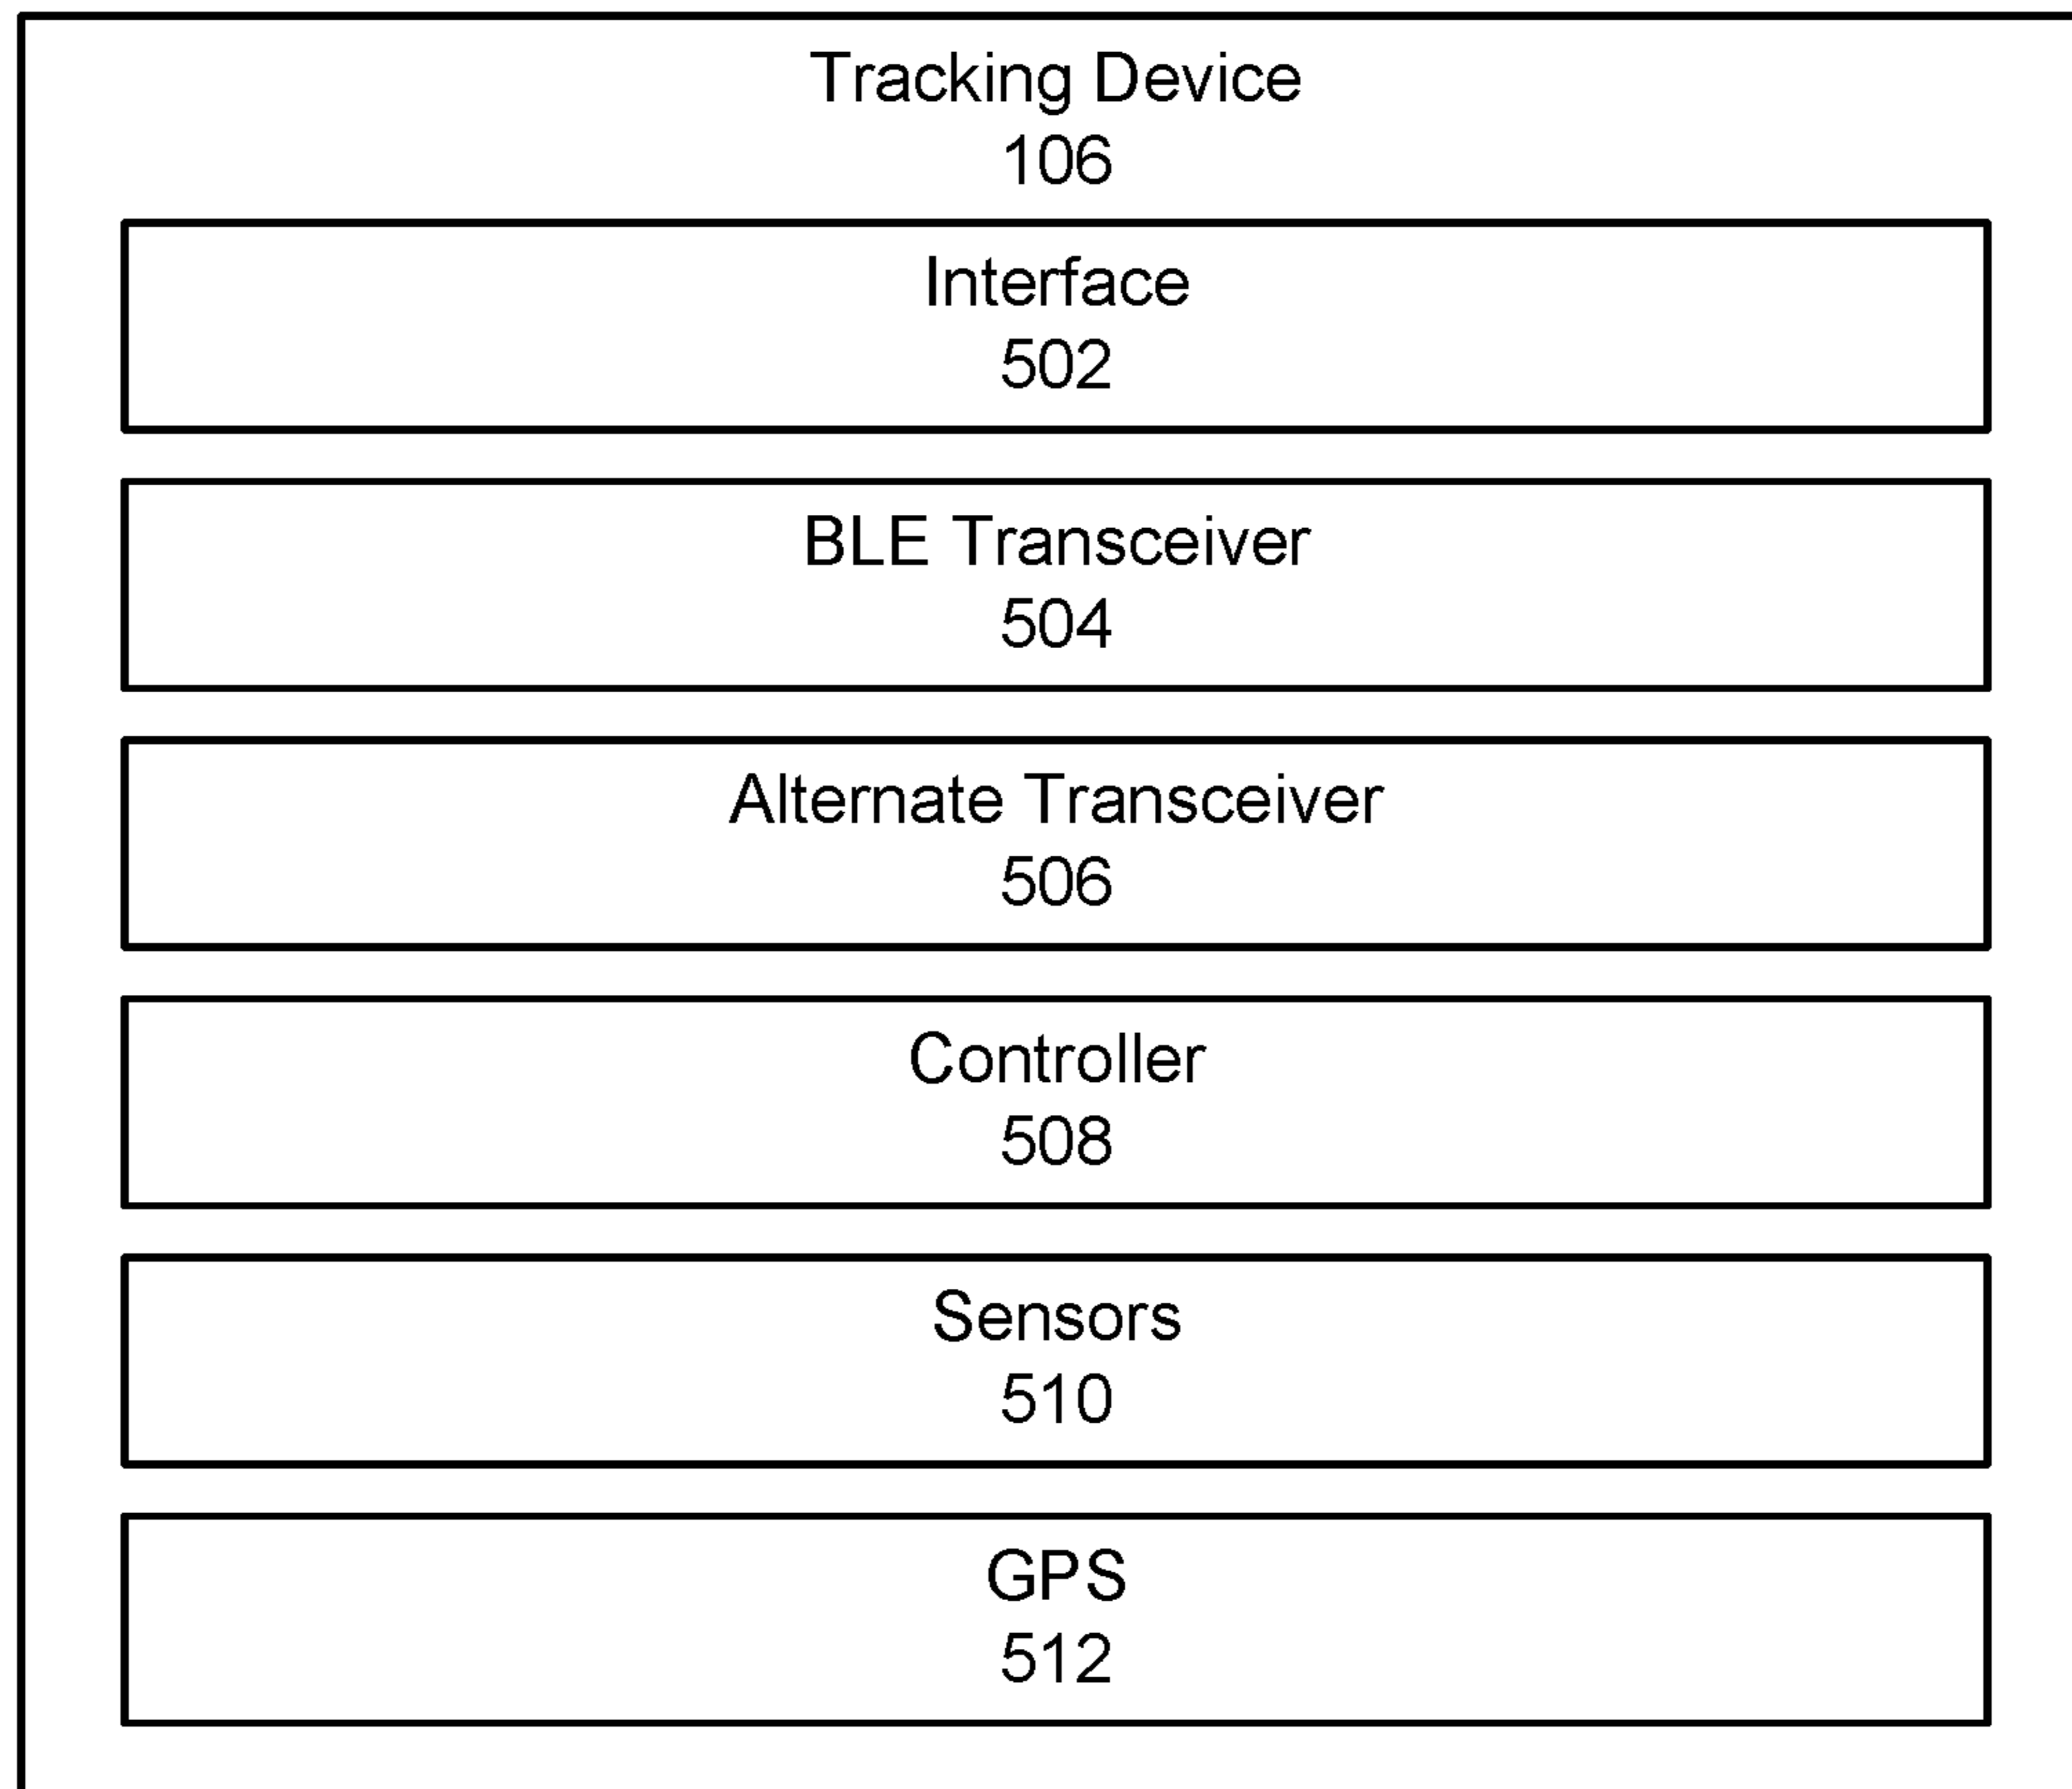 Tracking Device
106
Interface
502
BLE Transceiver
504
Alternate Transceiver
506
Controller
508
Sensors
510
GPS
512